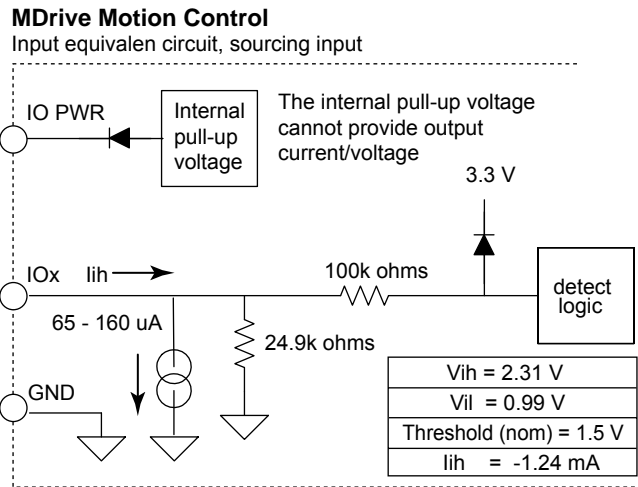 MDrive Motion Control
Input equivalen circuit, sourcing input
IO PWR
Internal
pull-up
voltage
The internal pull-up voltage
cannot provide output
current/voltage
3.3 V
IOx
Iih
100k ohms
detect
logic
65 - 160 uA
24.9k ohms
GND
Vih = 2.31 V
Vil = 0.99 V
Threshold (nom) = 1.5 V
Iih = -1.24 mA